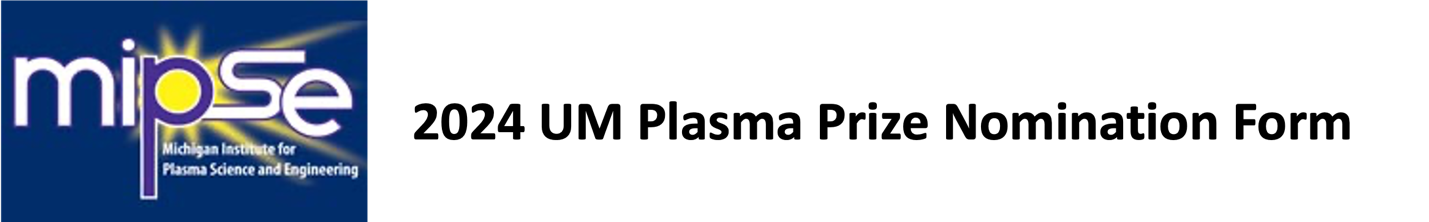 mipse
Michigan Institute for
Plasma Science and Engineering
2024 UM Plasma Prize Nomination Form